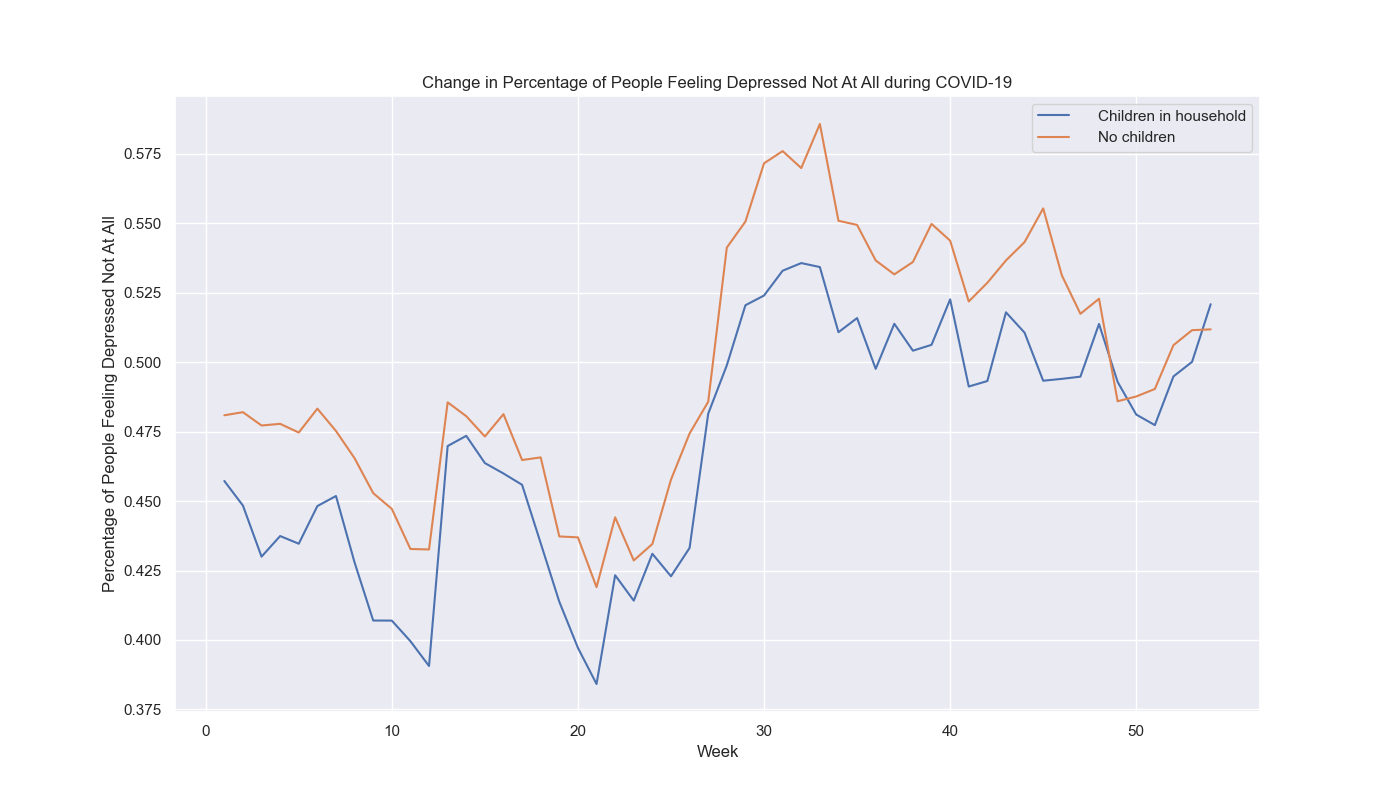 Change in Percentage of People Feeling Depressed Not At All during COVID-19
Children in household
No children
Percentage of People Feeling Depressed Not At All
0.575
0.550
0.525
0.500
0.475
0.450
0.425
0.400
0.375
0 10 20 30 40 50
Week